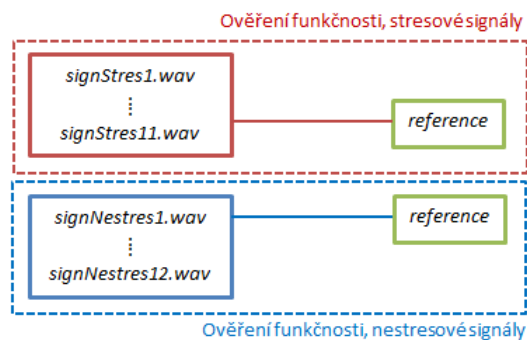 Ověření funkčnosti, stresové signály
signStres1.wav
signStres11.wav
reference
signNestres1.wav
reference
signNestres12.wav
Ověření funkčnosti, nestresové signály